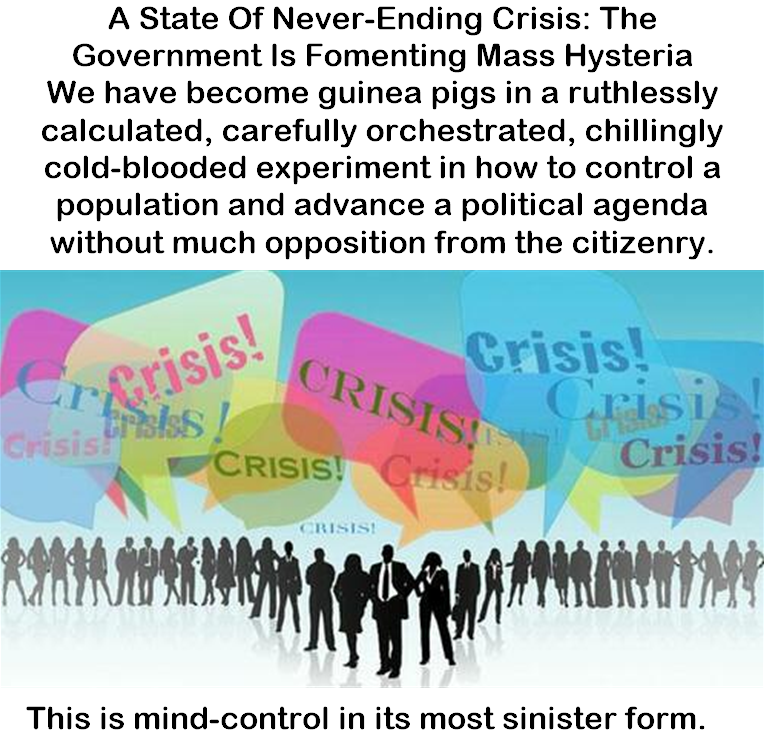 A State Of Never-Ending Crisis: The
Government Is Fomenting Mass Hysteria
We have become guinea pigs in a ruthlessly
calculated, carefully orchestrated, chillingly
cold-blooded experiment in how to control a
population and advance a political agenda
without much opposition from the citizenry.
Crisis!
Crisis!
Crisis!
Crisis!
CRISIS!
CRISIS!
Crisis!
CRISIS!
Crisis!
Crisis!
Crisis!
Crisis!
This is mind-control in its most sinister form.